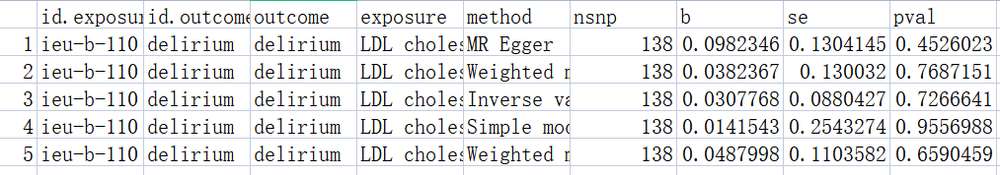 id.exposur id.outcome outcome exposure method nsnp b se pval
1 ieu-b-110 delirium delirium LDL choles MR Egger 138 0.0982346 0.1304145 0.4526023
2 ieu-b-110 delirium delirium LDL choles Weighted m 138 0.0382367 0.130032 0.7687151
3 ieu-b-110 delirium delirium LDL choles Inverse va 138 0.0307768 0.0880427 0.7266641
4 ieu-b-110 delirium delirium LDL choles Simple mod 138 0.0141543 0.2543274 0.9556988
5 ieu-b-110 delirium delirium LDL choles Weighted m 138 0.0487998 0.1103582 0.6590459